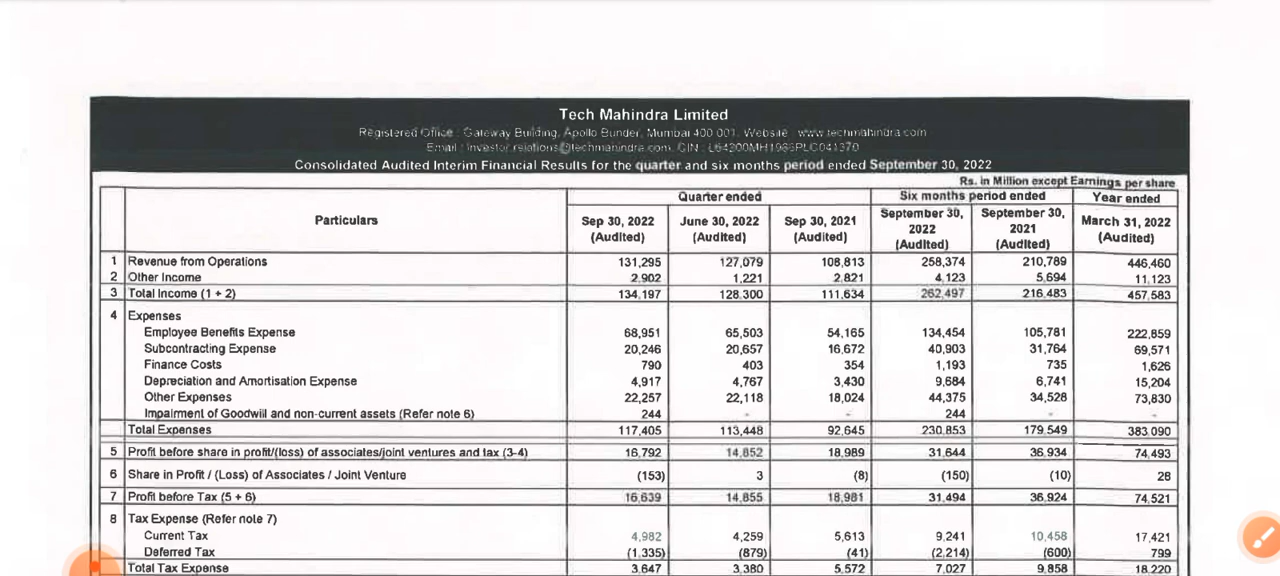 Tech Mahindra Limited
Registered Office : Gateway Building, Apollo Bunder, Mumbai 400 001. Website : www.techmahindra.com
Email : investor.relations@techmahindra.com. CIN : L64200MH1986PLC041370
Consolidated Audited Interim Financial Results for the quarter and six months period ended September 30, 2022
Rs. in Million except Earnings per share
Particulars Quarter ended Six months period ended Year ended
Sep 30, 2022 (Audited) June 30, 2022 (Audited) Sep 30, 2021 (Audited) September 30, 2022 (Audited) September 30, 2021 (Audited) March 31, 2022 (Audited)
1 Revenue from Operations 131,295 127,079 108,813 258,374 210,789 446,460
2 Other Income 2,902 1,221 2,821 4,123 5,694 11,123
3 Total Income (1 + 2) 134,197 128,300 111,634 262,497 216,483 457,583
4 Expenses
Employee Benefits Expense 68,951 65,503 54,165 134,454 105,781 222,859
Subcontracting Expense 20,246 20,657 16,672 40,903 31,764 69,571
Finance Costs 790 403 354 1,193 735 1,626
Depreciation and Amortisation Expense 4,917 4,767 3,430 9,684 6,741 15,204
Other Expenses 22,257 22,118 18,024 44,375 34,528 73,830
Impairment of Goodwill and non-current assets (Refer note 6) 244 - - 244 - -
Total Expenses 117,405 113,448 92,645 230,853 179,549 383,090
5 Profit before share in profit/(loss) of associates/joint ventures and tax (3-4) 16,792 14,852 18,989 31,644 36,934 74,493
6 Share in Profit / (Loss) of Associates / Joint Venture (153) 3 (8) (150) (10) 28
7 Profit before Tax (5 + 6) 16,639 14,855 18,981 31,494 36,924 74,521
8 Tax Expense (Refer note 7)
Current Tax 4,982 4,259 5,613 9,241 10,458 17,421
Deferred Tax (1,335) (879) (41) (2,214) (600) 799
Total Tax Expense 3,647 3,380 5,572 7,027 9,858 18,220